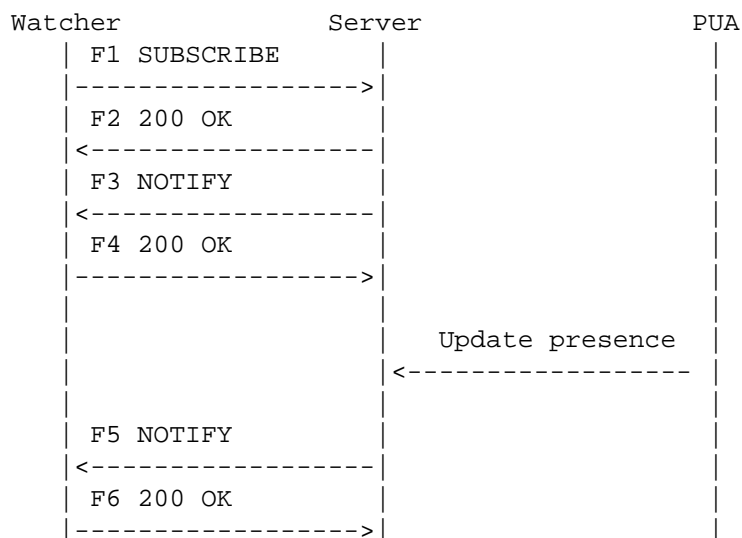 Watcher Server PUA
F1 SUBSCRIBE
F2 200 OK
F3 NOTIFY
F4 200 OK
Update presence
F5 NOTIFY
F6 200 OK